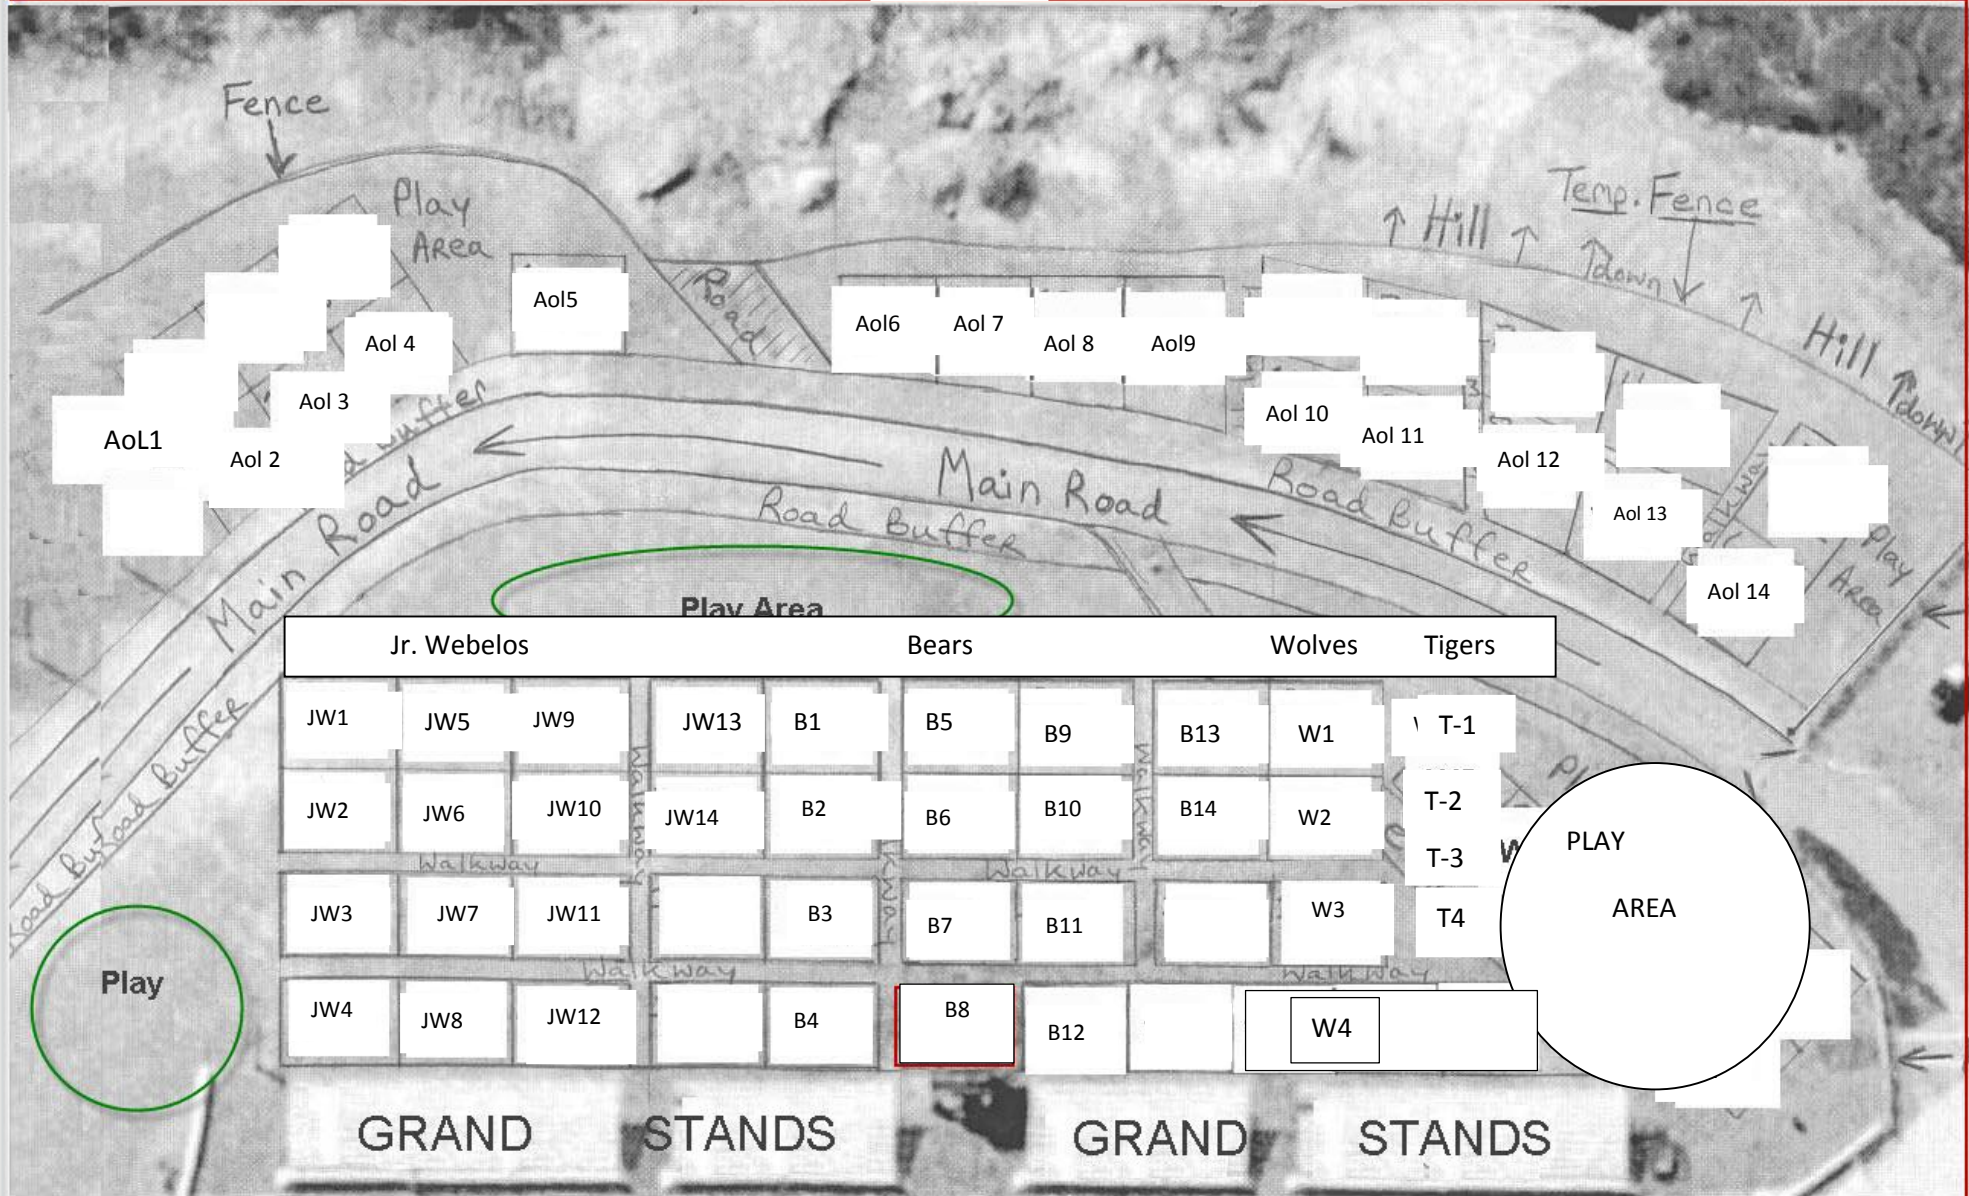 Fence
Play
Area
Temp. Fence
Hill
down
Hill
down
Road
Aol5
Aol6
Aol 7
Aol 8
Aol9
Aol 4
Aol 3
AoL1
Aol 2
Buffer
Aol 10
Aol 11
Aol 12
Aol 13
Aol 14
Main Road
Road Buffer
Road Buffer
Main Road
Play
Area
Play Area
Jr. Webelos Bears Wolves Tigers
JW1 JW5 JW9 JW13 B1 B5 B9 B13 W1 T-1
JW2 JW6 JW10 JW14 B2 B6 B10 B14 W2 T-2
T-3
Walkway
Walkway
Walkway
Walkway
JW3 JW7 JW11 B3 B7 B11 W3 T4
Walkway
Walkway
JW4 JW8 JW12 B4 B8 B12 W4
Road Buffer
Play
PLAY
AREA
GRAND STANDS GRAND STANDS